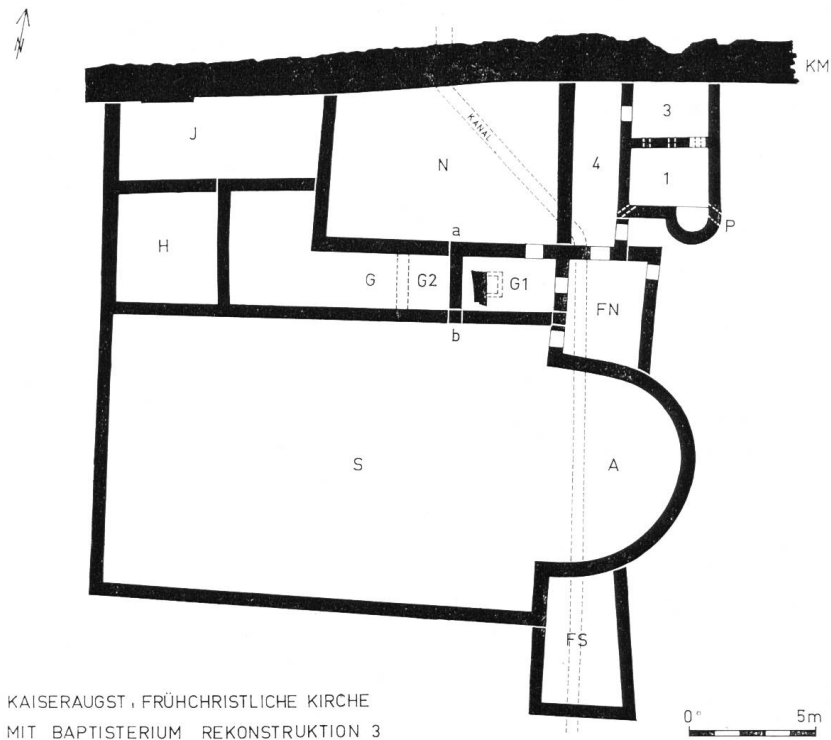 KM
J
3
KANAL
N
4
1
P
a
H
G
G2
G1
FN
b
S
A
FS
KAISERAUGST, FRÜHCHRISTLICHE KIRCHE
MIT BAPTISTERIUM REKONSTRUKTION 3
0° 5m